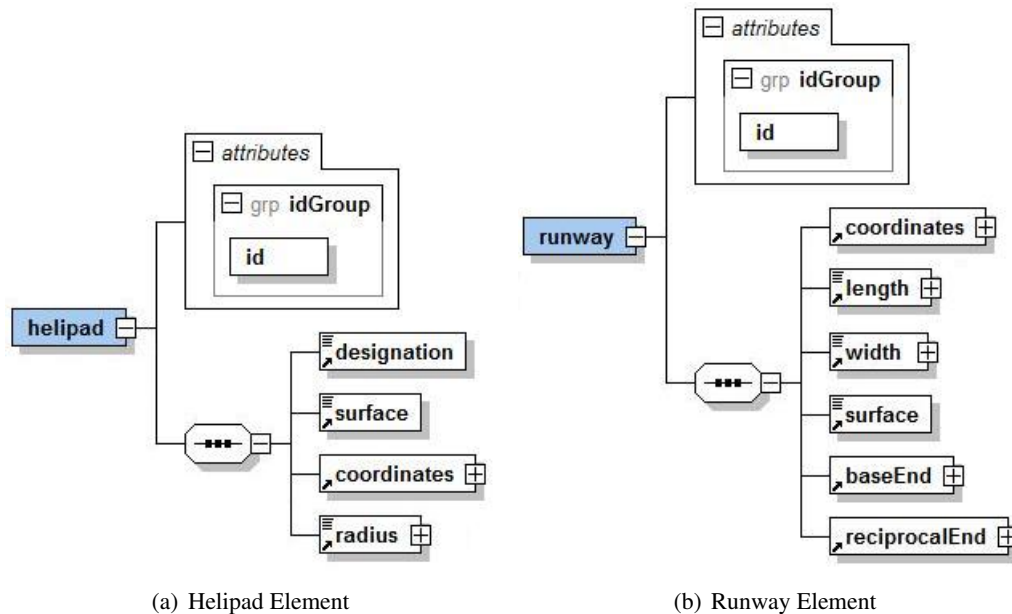 attributes
grp idGroup
id
helipad
designation
surface
coordinates
radius
(a) Helipad Element
attributes
grp idGroup
id
runway
coordinates
length
width
surface
baseEnd
reciprocalEnd
(b) Runway Element